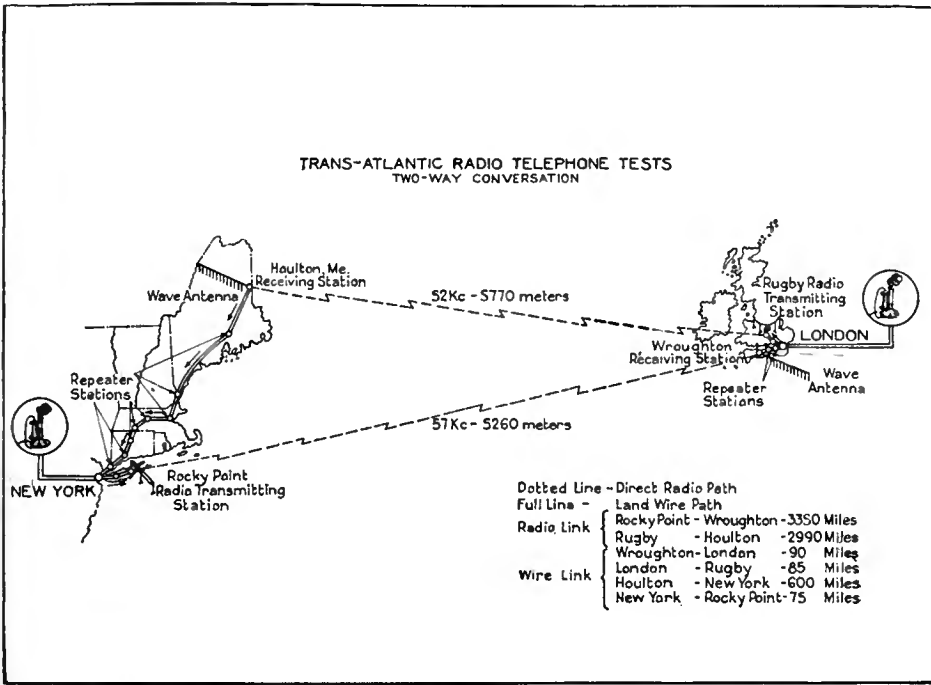 TRANS-ATLANTIC RADIO TELEPHONE TESTS
TWO-WAY CONVERSATION
Houlton, Me.
Receiving Station
Wave Antenna
52Kc - 5770 meters
Rugby Radio
Transmitting
Station
LONDON
Wroughton
Receiving Station
Repeater
Stations
Wave
Antenna
Repeater
Stations
57Kc - 5260 meters
NEW YORK
Rocky Point
Radio Transmitting
Station
Dotted Line - Direct Radio Path
Full Line - Land Wire Path
Radio Link
Rocky Point - Wroughton - 3350 Miles
Rugby - Houlton - 2990 Miles
Wire Link
Wroughton - London - 90 Miles
London - Rugby - 85 Miles
Houlton - New York - 600 Miles
New York - Rocky Point - 75 Miles